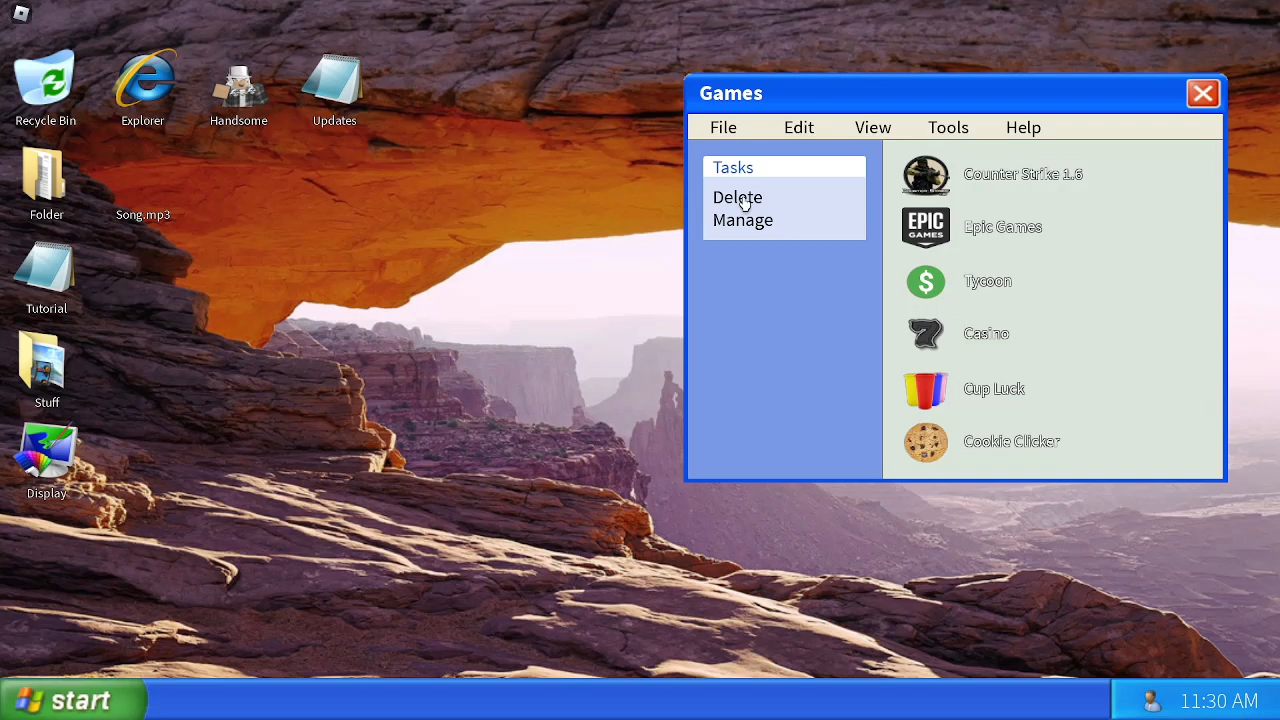 Recycle Bin
Explorer
Handsome
Updates
Folder
Song.mp3
Tutorial
Stuff
Display
Games
File Edit View Tools Help
Tasks
Delete
Manage
Counter Strike 1.6
EPIC
GAMES
Epic Games
$
Tycoon
7
Casino
Cup Luck
Cookie Clicker
start
11:30 AM